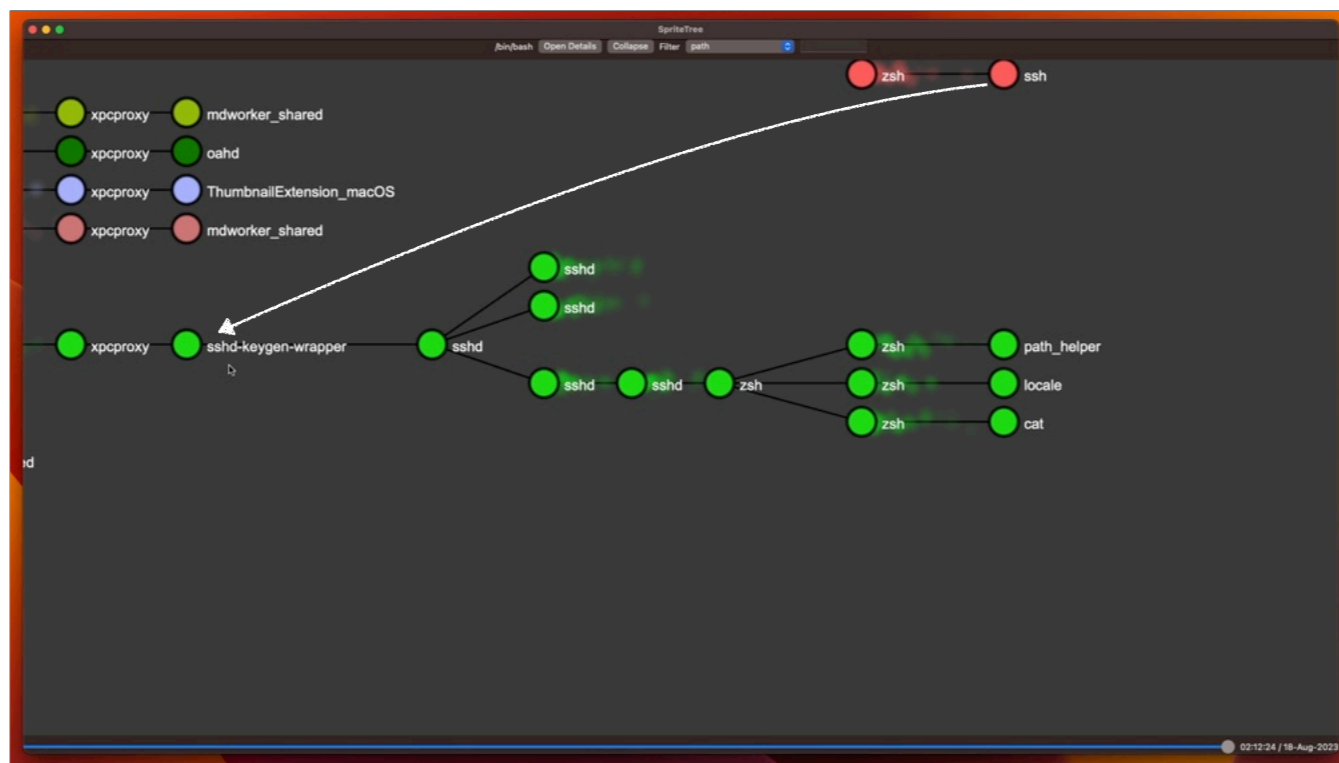 SpriteTree
/bin/bash Open Details Collapse Filter path
zsh ssh
xpcproxy mdworker_shared
xpcproxy oahd
xpcproxy ThumbnailExtension_macOS
xpcproxy mdworker_shared
sshd
sshd
xpcproxy sshd-keygen-wrapper sshd zsh path_helper
sshd sshd zsh zsh locale
zsh cat
ed
02:12:24 / 18-Aug-2023